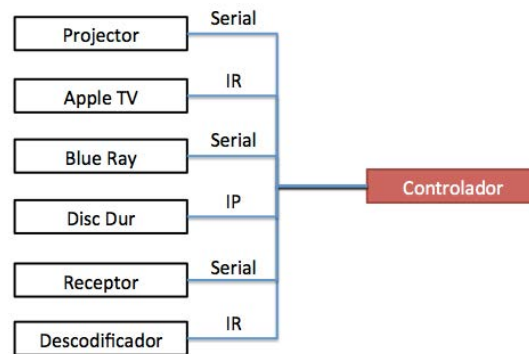 Projector
Serial
Apple TV
IR
Blue Ray
Serial
Disc Dur
IP
Receptor
Serial
Descodificador
IR
Controlador